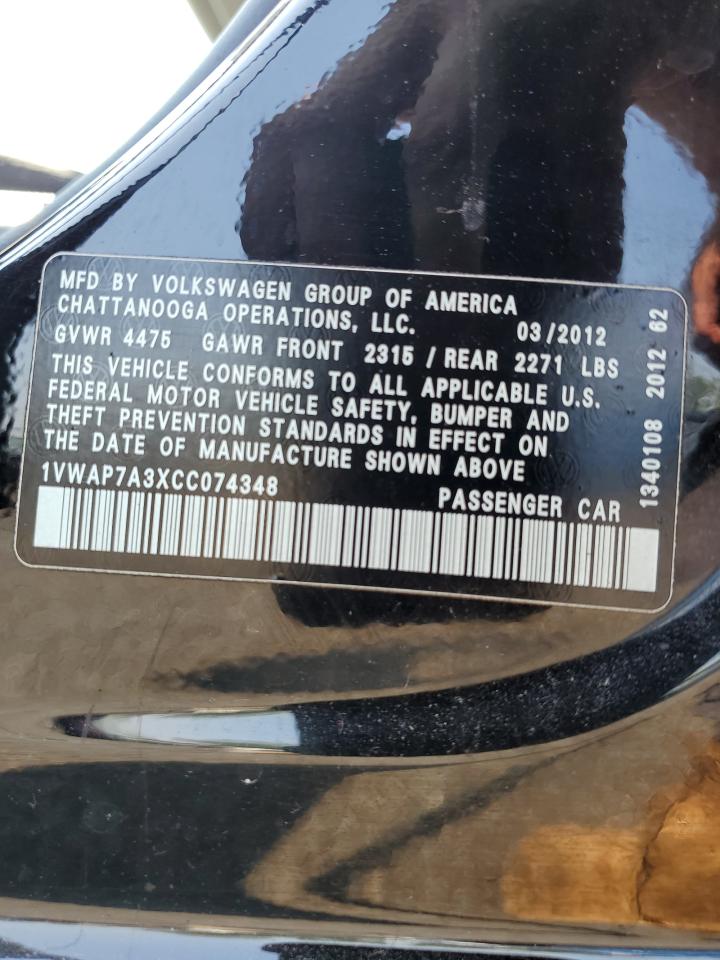 MFD BY VOLKSWAGEN GROUP OF AMERICA
CHATTANOOGA OPERATIONS, LLC. 03/2012
GVWR 4475 GAWR FRONT 2315 / REAR 2271 LBS
THIS VEHICLE CONFORMS TO ALL APPLICABLE U.S.
FEDERAL MOTOR VEHICLE SAFETY, BUMPER AND
THEFT PREVENTION STANDARDS IN EFFECT ON
THE DATE OF MANUFACTURE SHOWN ABOVE
1VWAP7A3XCC074348 PASSENGER CAR
1340108 2012 62